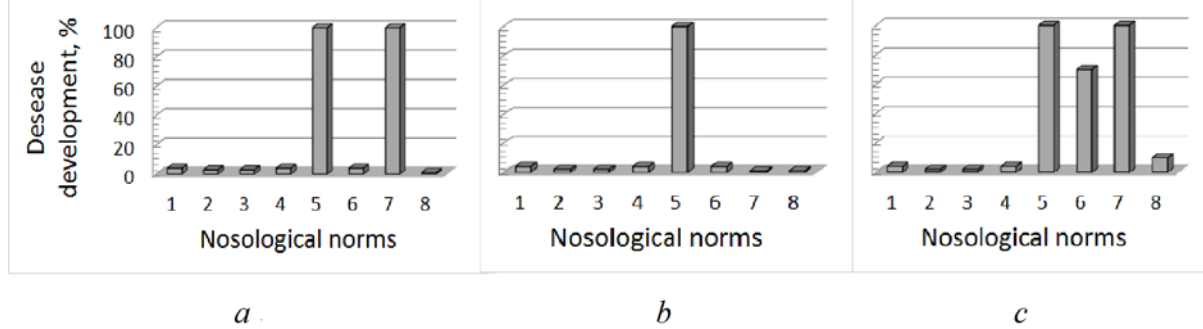 Desease
development, %
100
80
60
40
20
0
1 2 3 4 5 6 7 8
Nosological norms
1 2 3 4 5 6 7 8
Nosological norms
1 2 3 4 5 6 7 8
Nosological norms
a
b
c